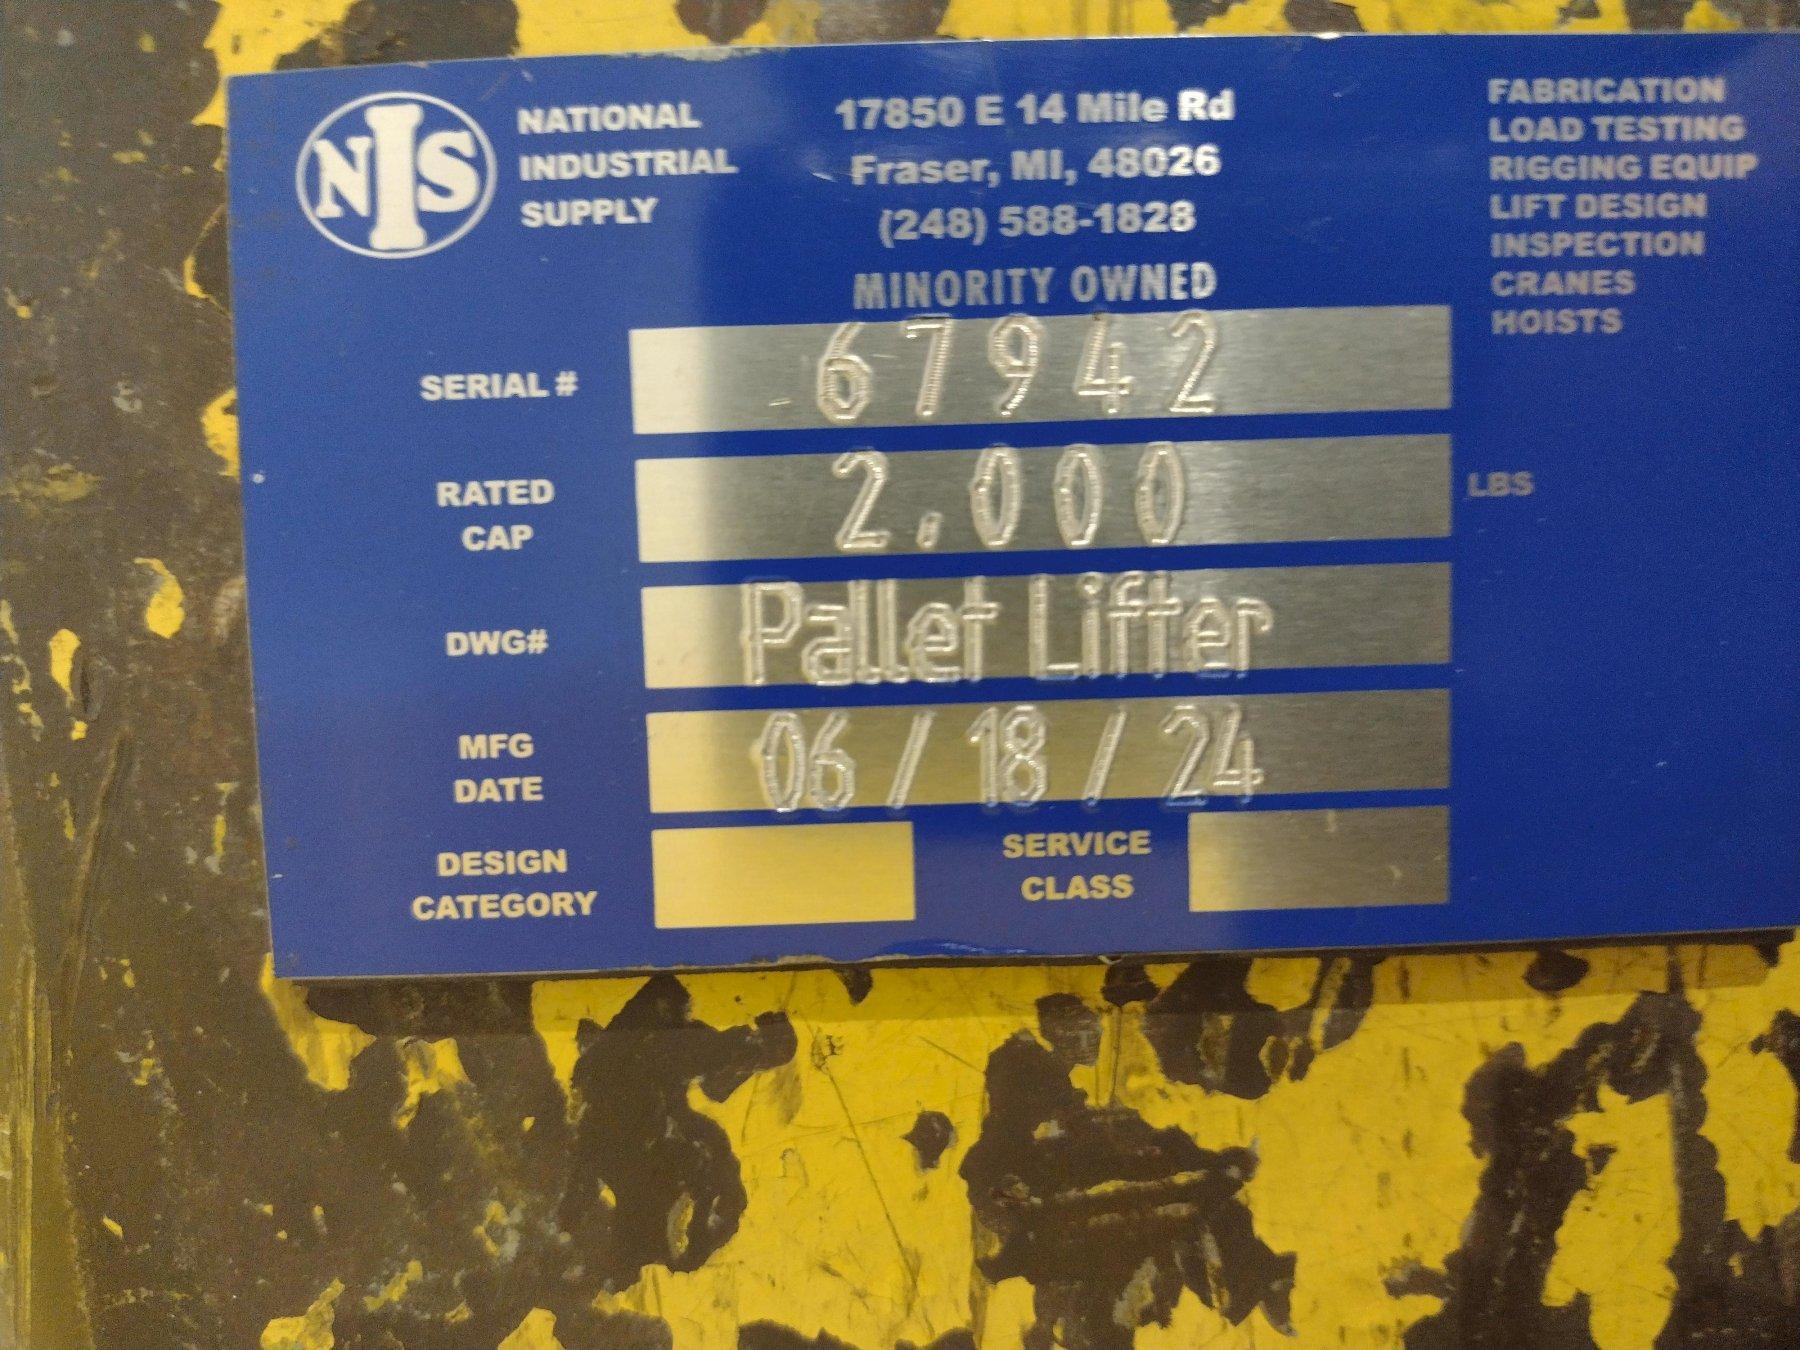 NIS
NATIONAL
INDUSTRIAL
SUPPLY
17850 E 14 Mile Rd
Fraser, MI, 48026
(248) 588-1828
MINORITY OWNED
FABRICATION
LOAD TESTING
RIGGING EQUIP
LIFT DESIGN
INSPECTION
CRANES
HOISTS
SERIAL # 67942
RATED
CAP 2,000 LBS
DWG# Pallet Lifter
MFG
DATE 06/18/24
DESIGN
CATEGORY
SERVICE
CLASS